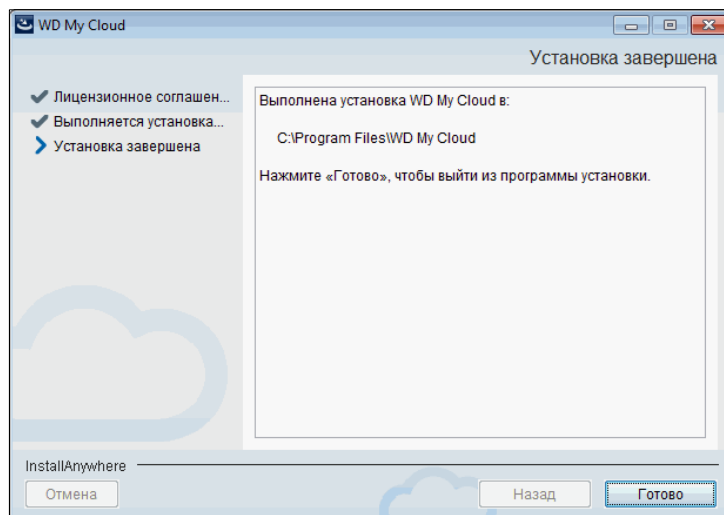 WD My Cloud
Установка завершена
Лицензионное соглашен...
Выполняется установка...
Установка завершена
Выполнена установка WD My Cloud в:
C:\Program Files\WD My Cloud
Нажмите «Готово», чтобы выйти из программы установки.
InstallAnywhere
Отмена
Назад
Готово